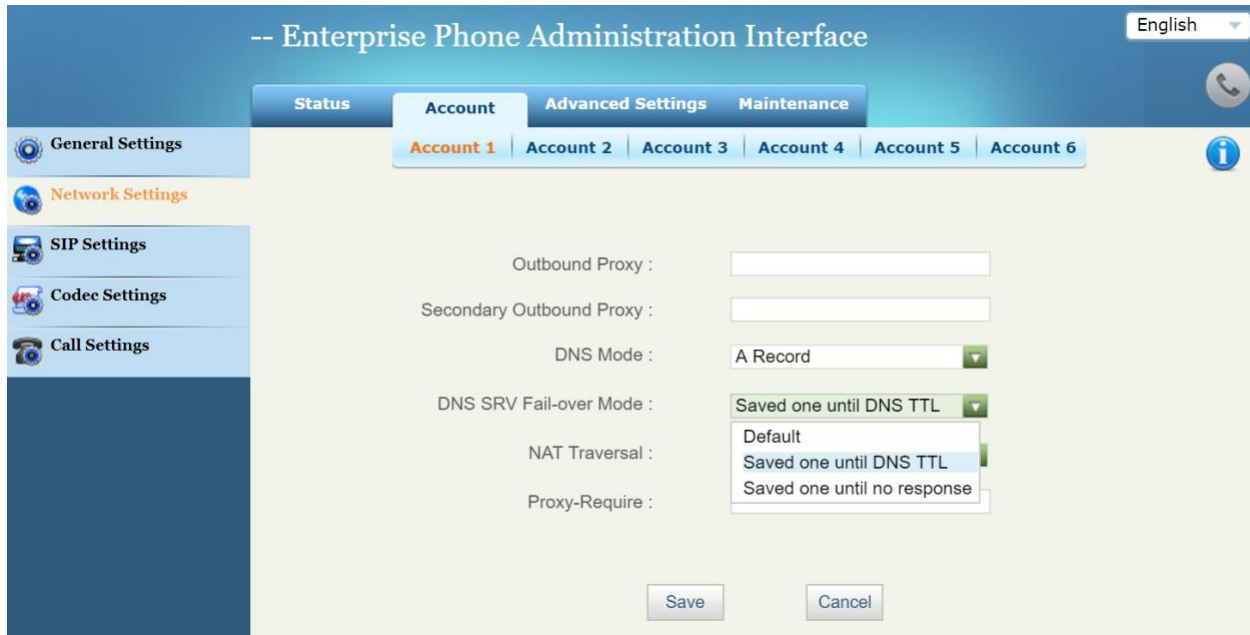 -- Enterprise Phone Administration Interface
English
Status Account Advanced Settings Maintenance
Account 1 Account 2 Account 3 Account 4 Account 5 Account 6
General Settings
Network Settings
SIP Settings
Codec Settings
Call Settings
Outbound Proxy :
Secondary Outbound Proxy :
DNS Mode : A Record
DNS SRV Fail-over Mode : Saved one until DNS TTL
Default
Saved one until DNS TTL
Saved one until no response
NAT Traversal :
Proxy-Require :
Save Cancel